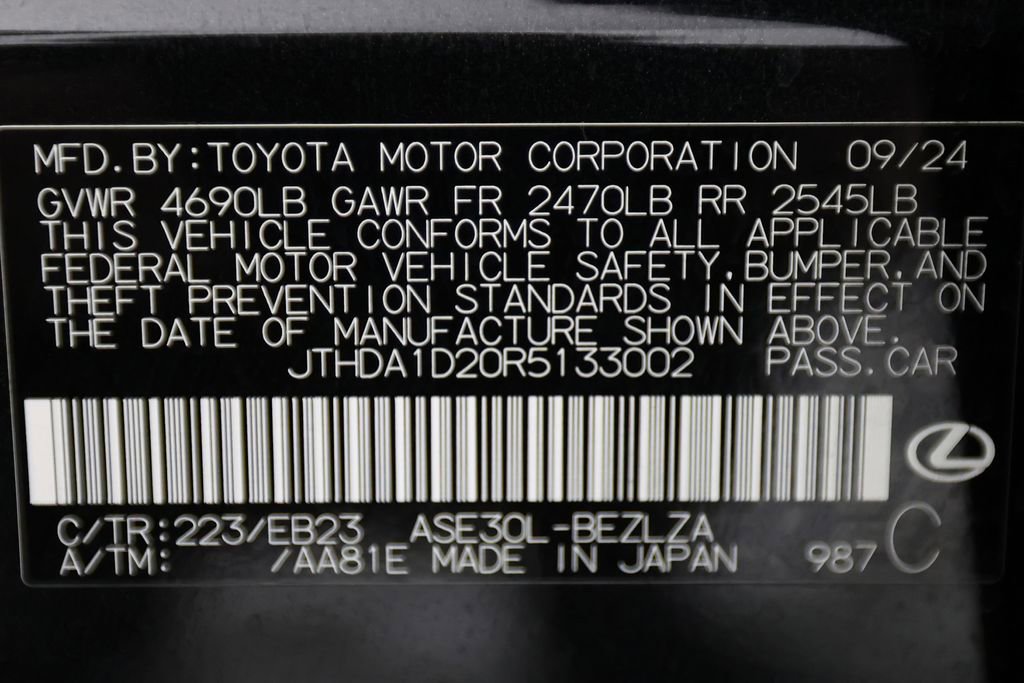 MFD.BY:TOYOTA MOTOR CORPORATION 09/24
GVWR 4690LB GAWR FR 2470LB RR 2545LB
THIS VEHICLE CONFORMS TO ALL APPLICABLE
FEDERAL MOTOR VEHICLE SAFETY,BUMPER,AND
THEFT PREVENTION STANDARDS IN EFFECT ON
THE DATE OF MANUFACTURE SHOWN ABOVE.
JTHDA1D20R5133002 PASS.CAR
C/TR:223/EB23 ASE30L-BEZLZA
A/TM: /AA81E MADE IN JAPAN 987 C